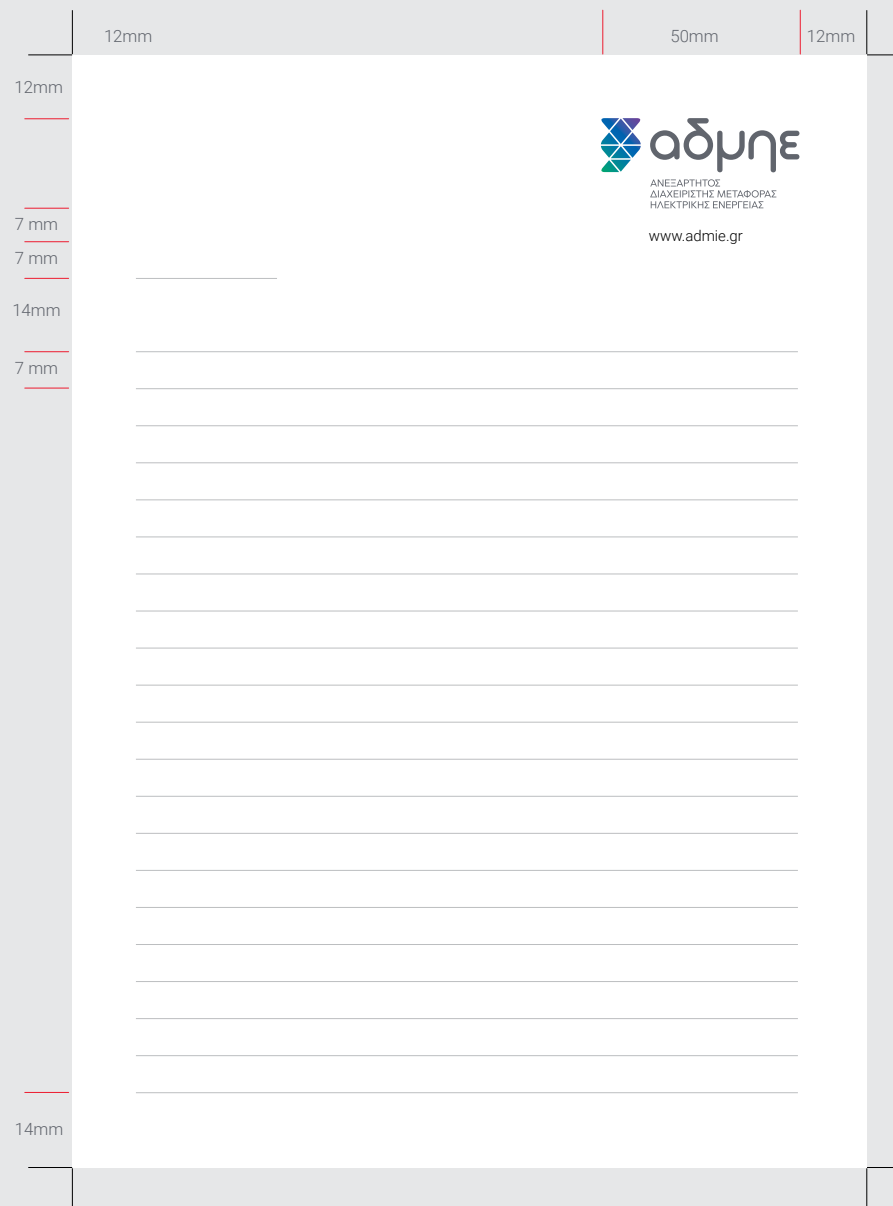 12mm
50mm
12mm
12mm
αδμηε
ΑΝΕΞΑΡΤΗΤΟΣ
ΔΙΑΧΕΙΡΙΣΤΗΣ ΜΕΤΑΦΟΡΑΣ
ΗΛΕΚΤΡΙΚΗΣ ΕΝΕΡΓΕΙΑΣ
7 mm
www.admie.gr
7 mm
14mm
7 mm
14mm